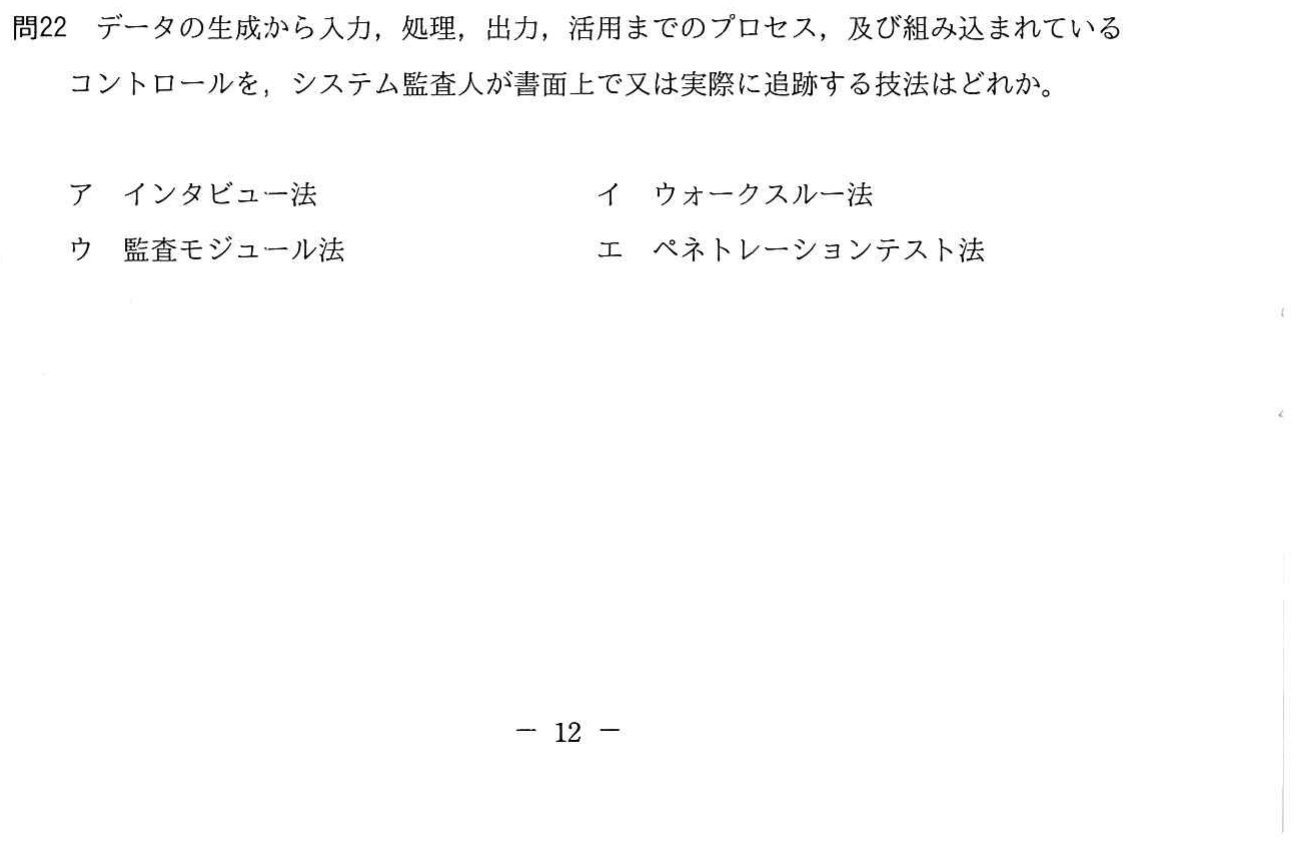 問22　データの生成から入力，処理，出力，活用までのプロセス，及び組み込まれている
コントロールを，システム監査人が書面上で又は実際に追跡する技法はどれか。
ア　インタビュー法　イ　ウォークスルー法
ウ　監査モジュール法　エ　ペネトレーションテスト法
－ 12 －